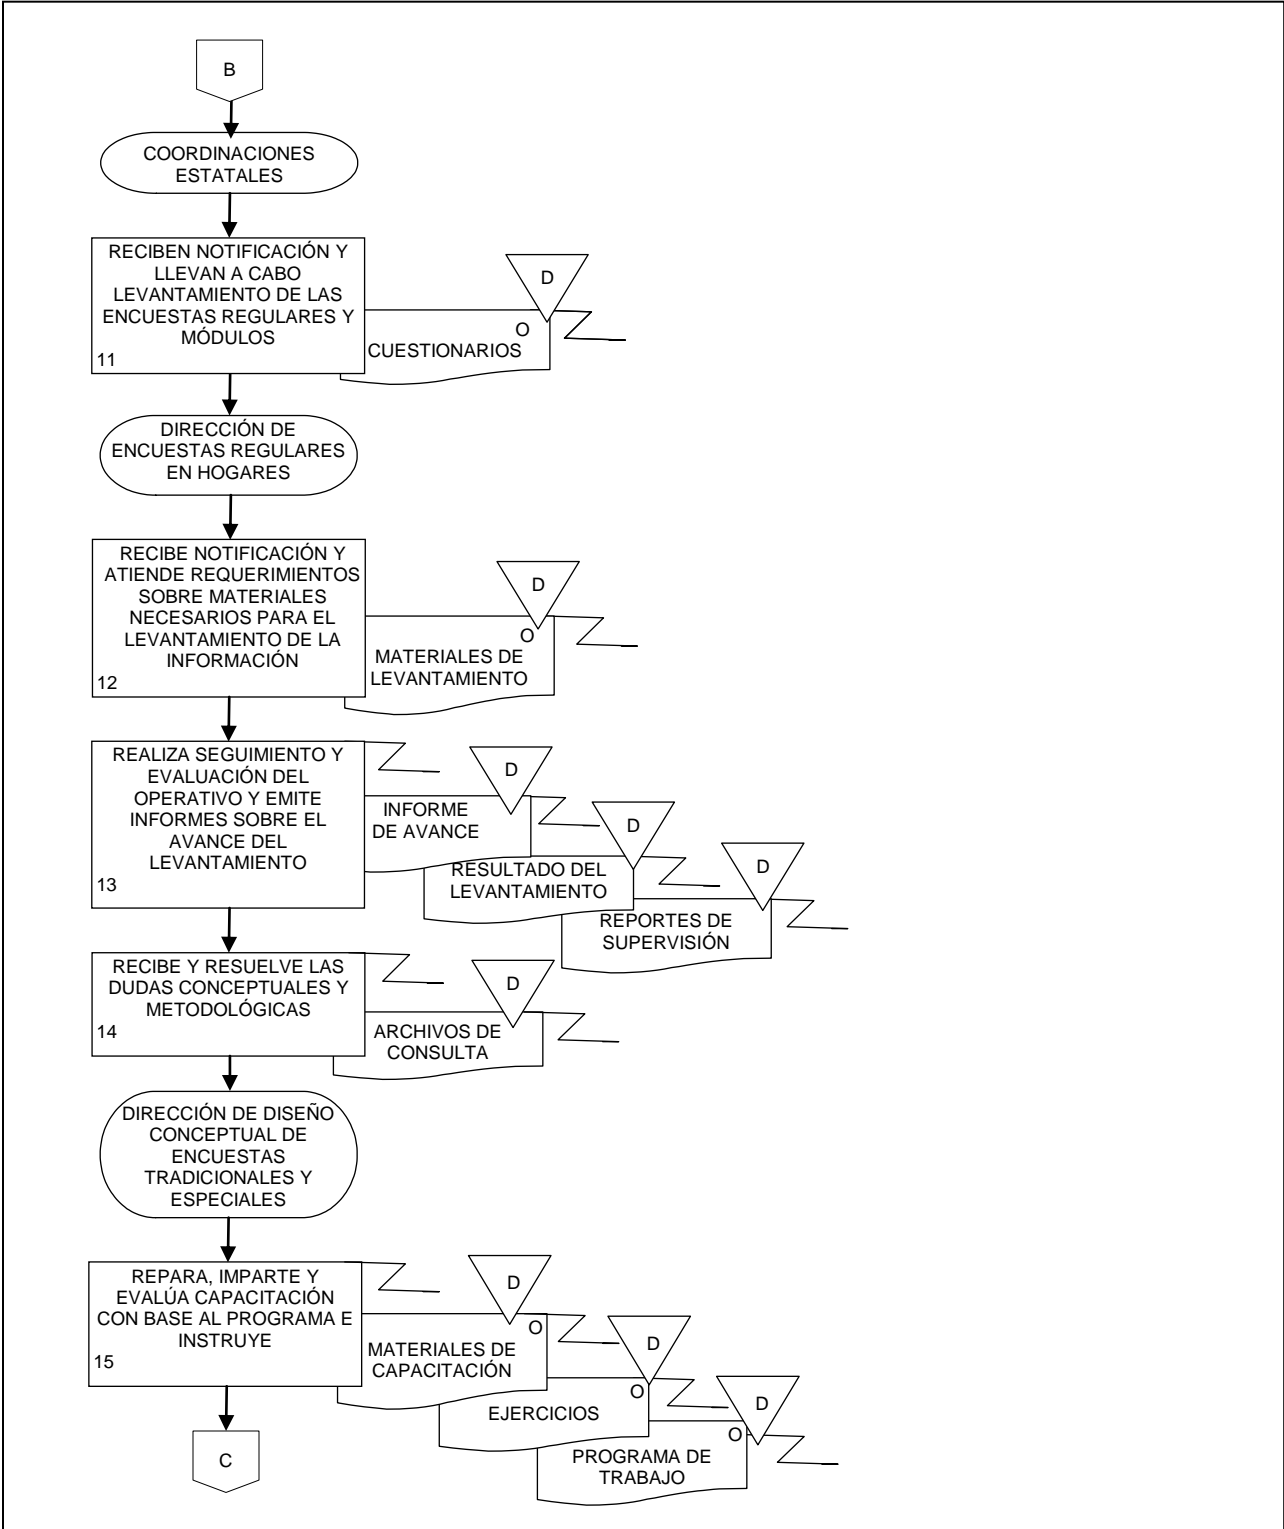 B
COORDINACIONES
ESTATALES
RECIBEN NOTIFICACIÓN Y
LLEVAN A CABO
LEVANTAMIENTO DE LAS
ENCUESTAS REGULARES Y
MÓDULOS
11
D
O
CUESTIONARIOS
DIRECCIÓN DE
ENCUESTAS REGULARES
EN HOGARES
RECIBE NOTIFICACIÓN Y
ATIENDE REQUERIMIENTOS
SOBRE MATERIALES
NECESARIOS PARA EL
LEVANTAMIENTO DE LA
INFORMACIÓN
12
D
O
MATERIALES DE
LEVANTAMIENTO
REALIZA SEGUIMIENTO Y
EVALUACIÓN DEL
OPERATIVO Y EMITE
INFORMES SOBRE EL
AVANCE DEL
LEVANTAMIENTO
13
D
INFORME
DE AVANCE
D
RESULTADO DEL
LEVANTAMIENTO
D
REPORTES DE
SUPERVISIÓN
RECIBE Y RESUELVE LAS
DUDAS CONCEPTUALES Y
METODOLÓGICAS
14
D
ARCHIVOS DE
CONSULTA
DIRECCIÓN DE DISEÑO
CONCEPTUAL DE
ENCUESTAS
TRADICIONALES Y
ESPECIALES
REPARA, IMPARTE Y
EVALÚA CAPACITACIÓN
CON BASE AL PROGRAMA E
INSTRUYE
15
D
O
MATERIALES DE
CAPACITACIÓN
D
O
EJERCICIOS
D
O
PROGRAMA DE
TRABAJO
C